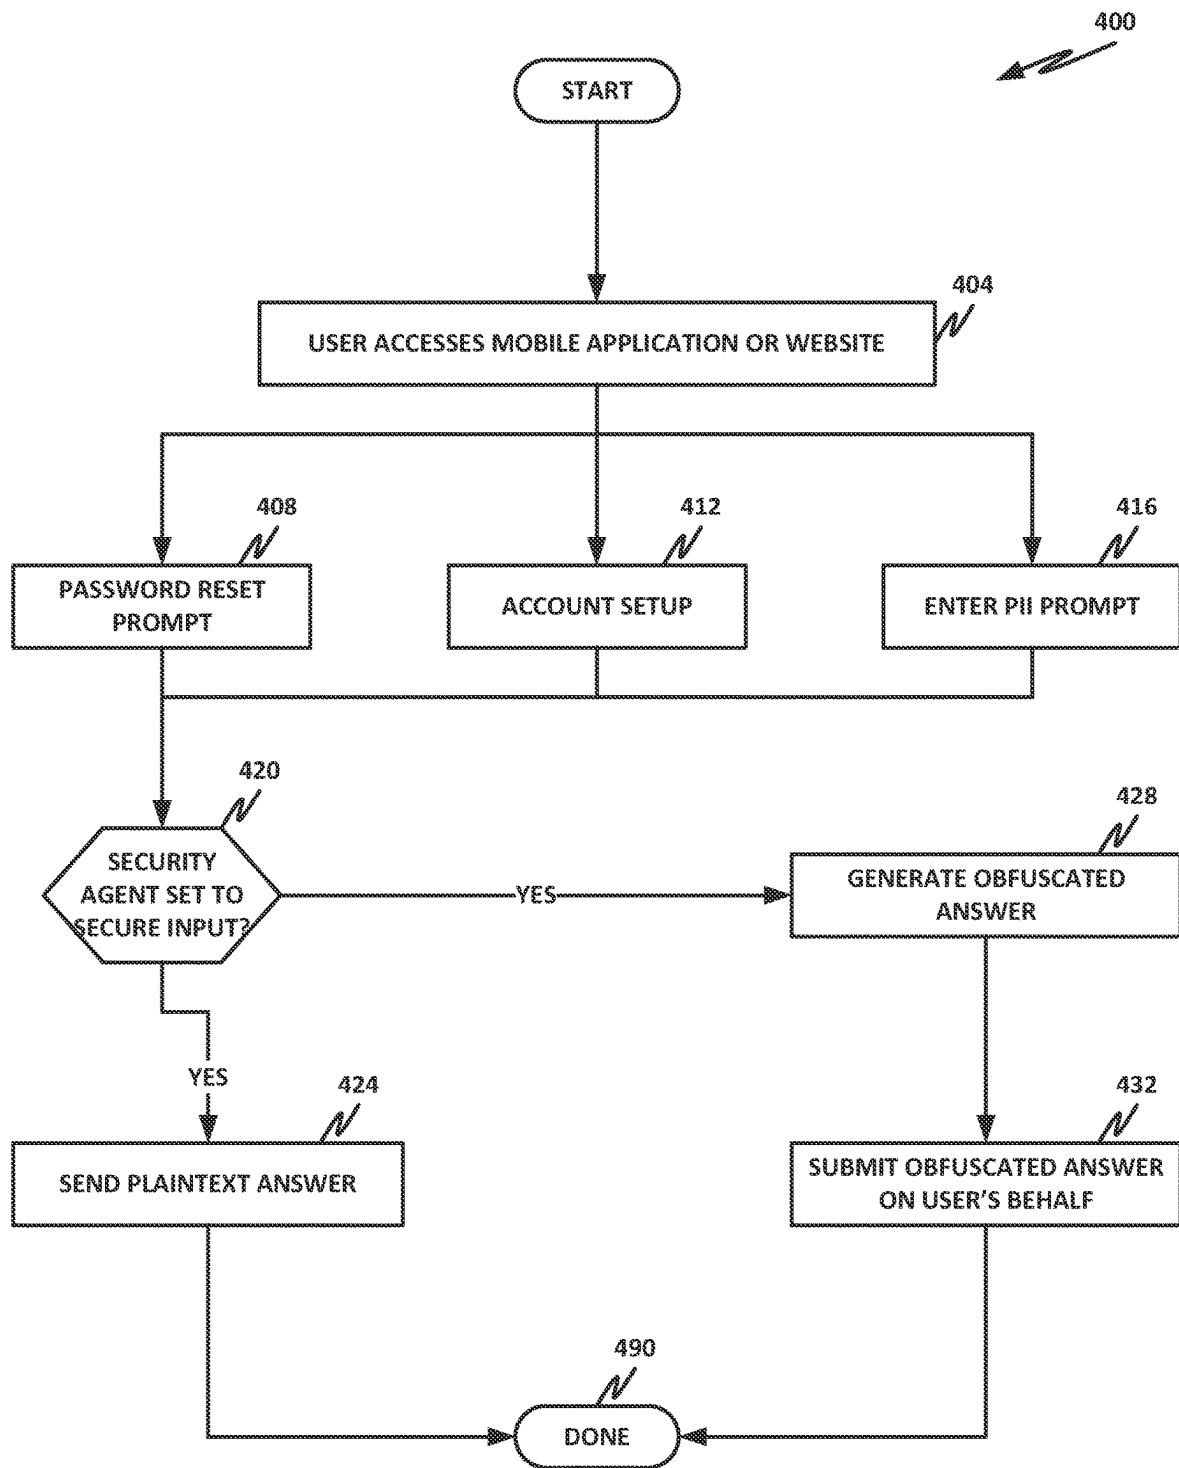 400
START
404
USER ACCESSES MOBILE APPLICATION OR WEBSITE
408
PASSWORD RESET
PROMPT
412
ACCOUNT SETUP
416
ENTER PII PROMPT
420
SECURITY
AGENT SET TO
SECURE INPUT?
YES
428
GENERATE OBFUSCATED
ANSWER
YES
424
SEND PLAINTEXT ANSWER
432
SUBMIT OBFUSCATED ANSWER
ON USER'S BEHALF
490
DONE